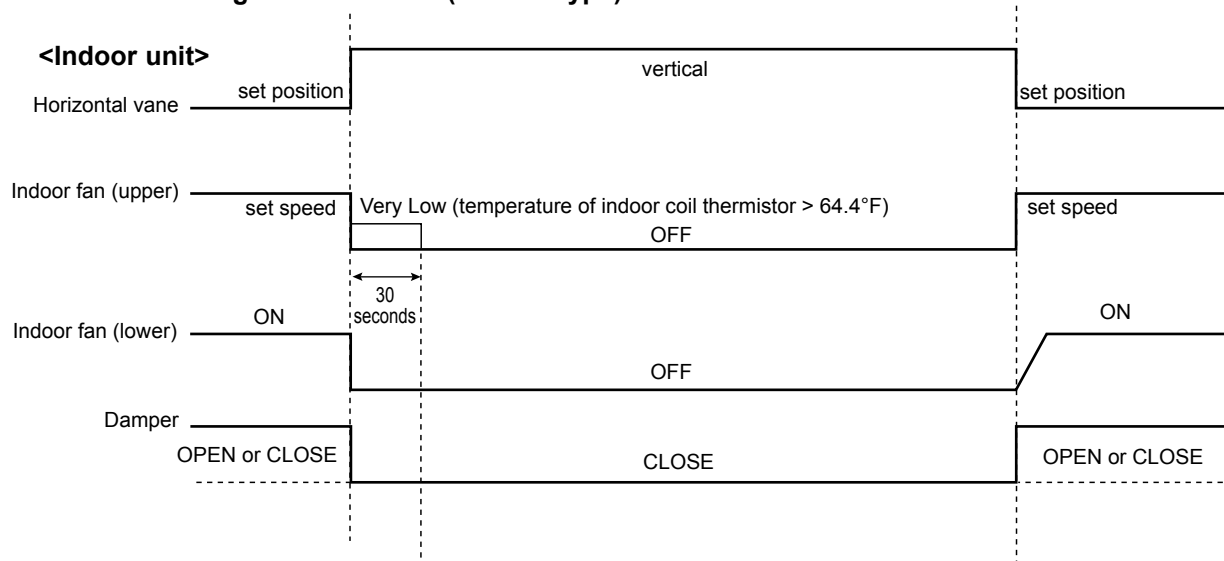 <Indoor unit>
vertical
Horizontal vane
set position
set position
Indoor fan (upper)
set speed
Very Low (temperature of indoor coil thermistor > 64.4°F)
set speed
OFF
30
seconds
Indoor fan (lower)
ON
ON
OFF
Damper
OPEN or CLOSE
CLOSE
OPEN or CLOSE